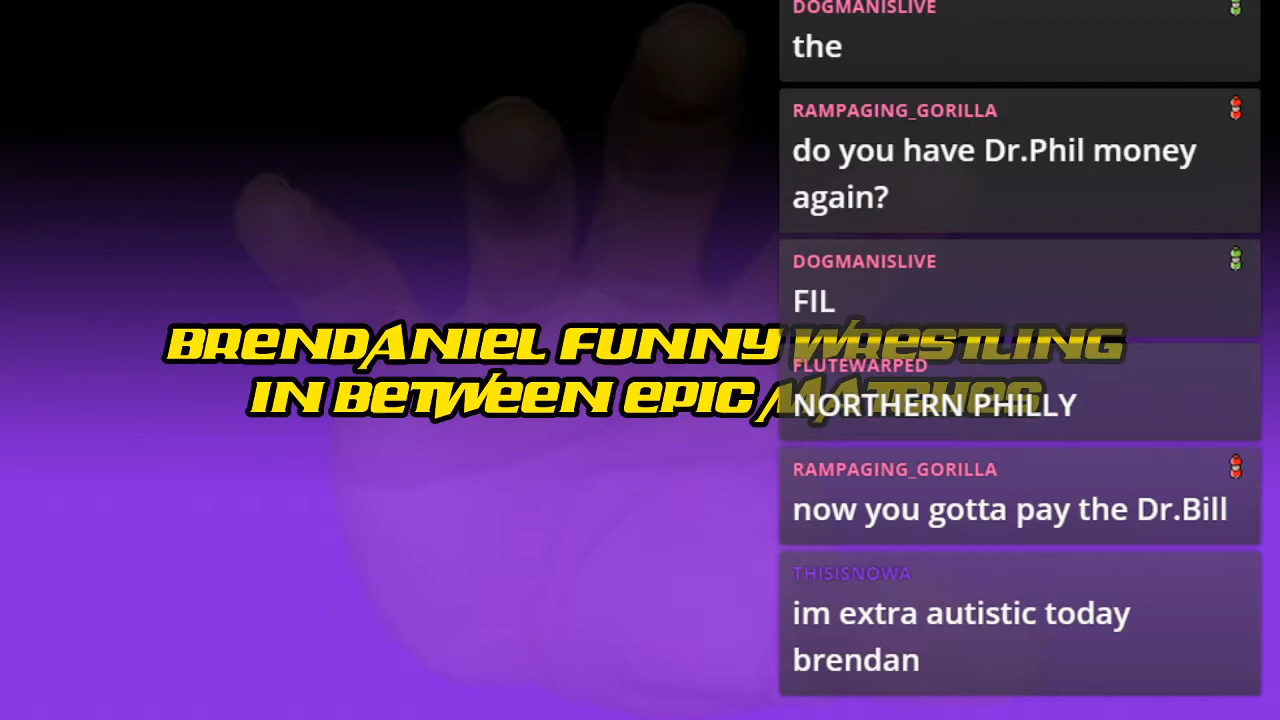 BRENDANIEL FUNNY WRESTLING
IN BETWEEN EPIC MATCHES
DOGMANISLIVE
the
RAMPAGING_GORILLA
do you have Dr.Phil money
again?
DOGMANISLIVE
FIL
FLUTEWARPED
NORTHERN PHILLY
RAMPAGING_GORILLA
now you gotta pay the Dr.Bill
THISISNOWA
im extra autistic today
brendan